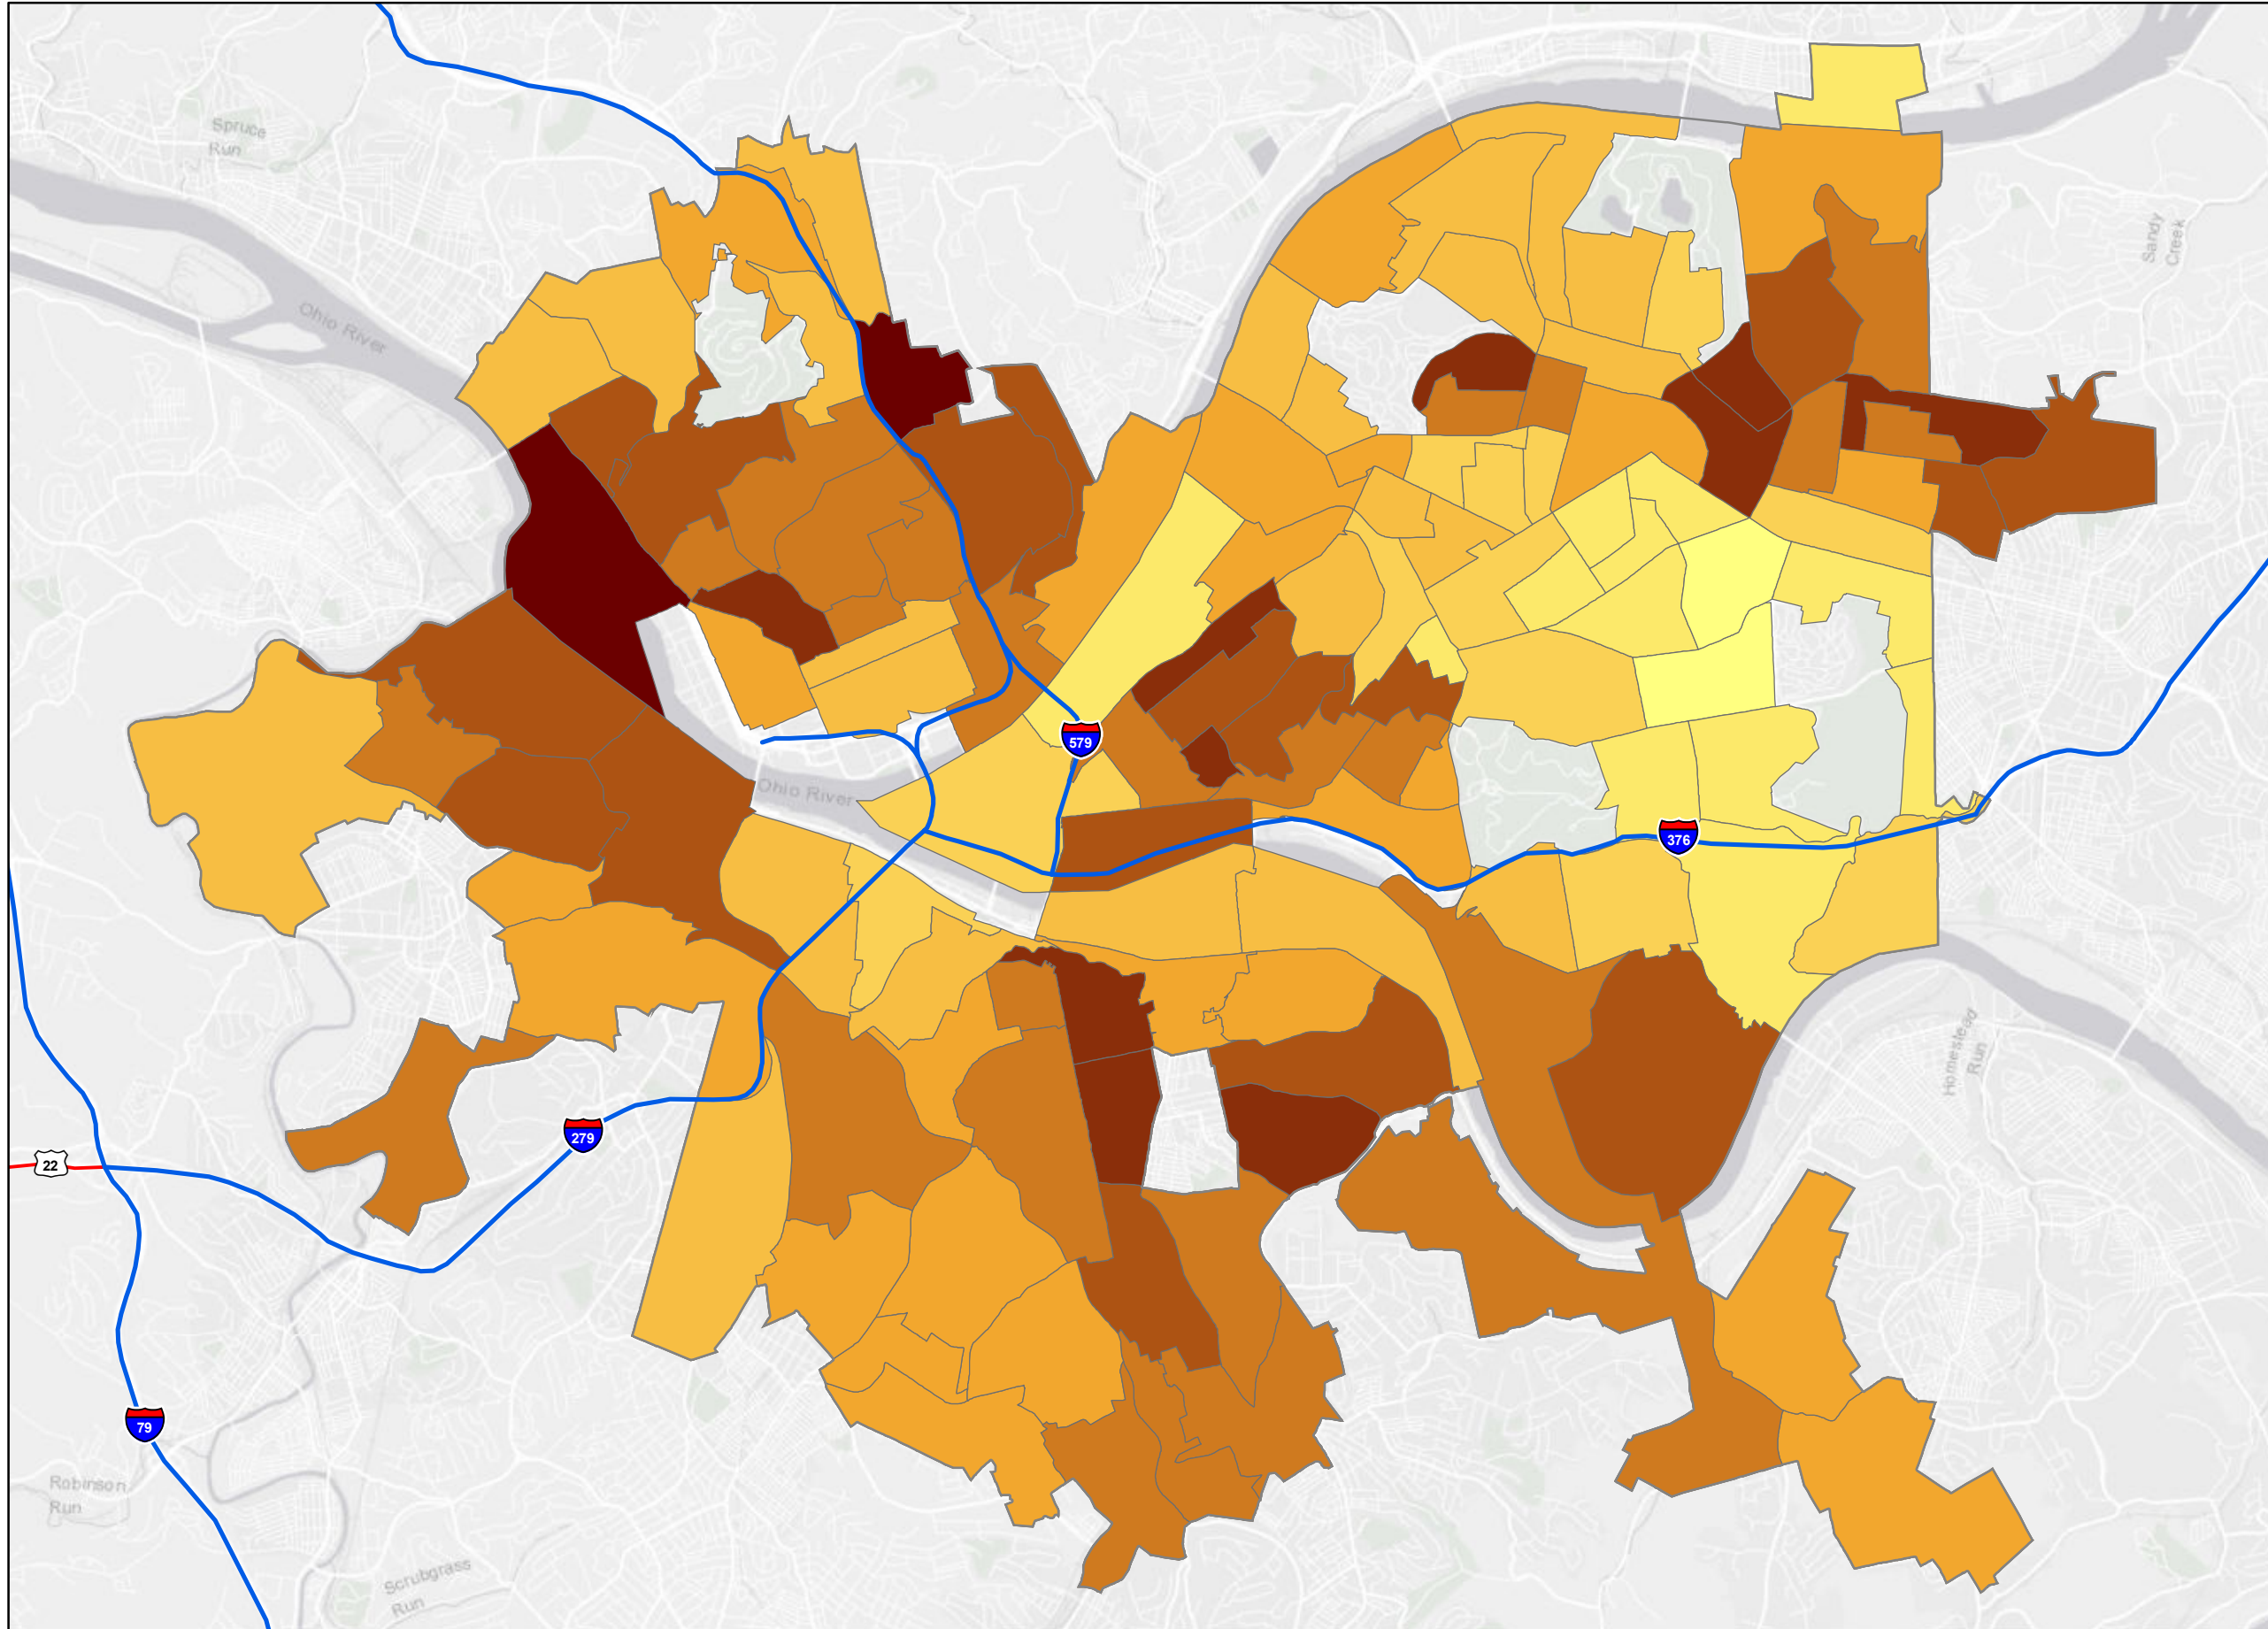 Spruce
Run
Ohio River
Sandy
Creek
579
Ohio River
376
Homestead
Run
279
22
79
Robinson
Run
Scrubgrass
Run